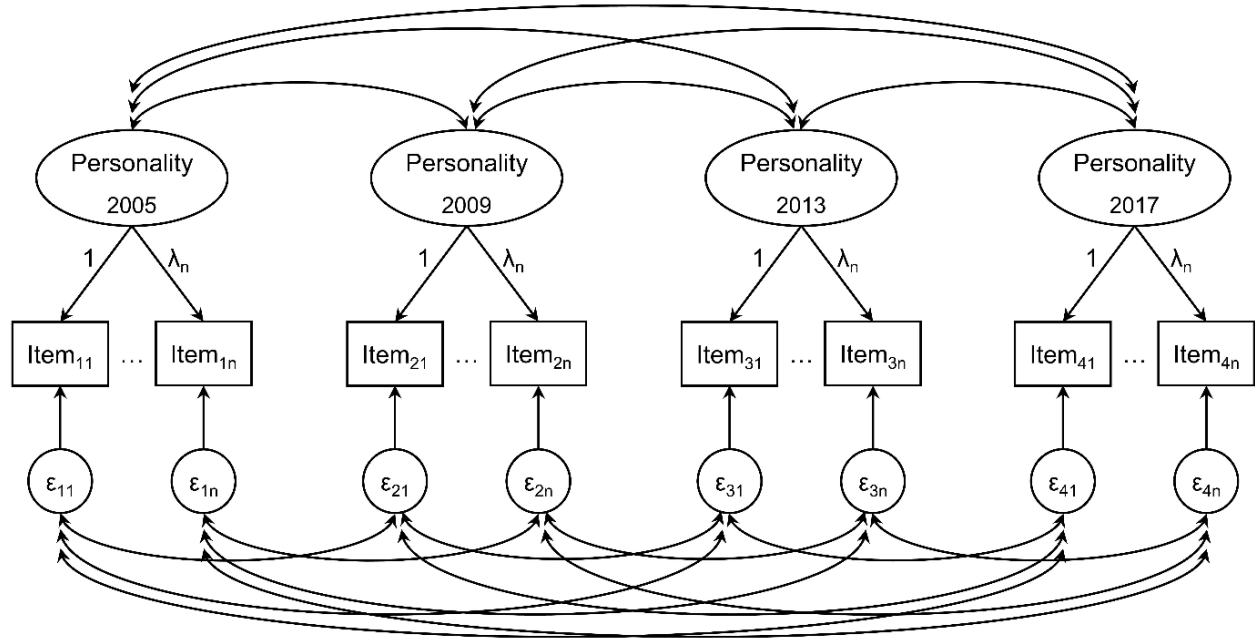 Personality
2005
Personality
2009
Personality
2013
Personality
2017
1 λₙ 1 λₙ 1 λₙ 1 λₙ
Item₁₁ … Item₁ₙ Item₂₁ … Item₂ₙ Item₃₁ … Item₃ₙ Item₄₁ … Item₄ₙ
ε₁₁ ε₁ₙ ε₂₁ ε₂ₙ ε₃₁ ε₃ₙ ε₄₁ ε₄ₙ